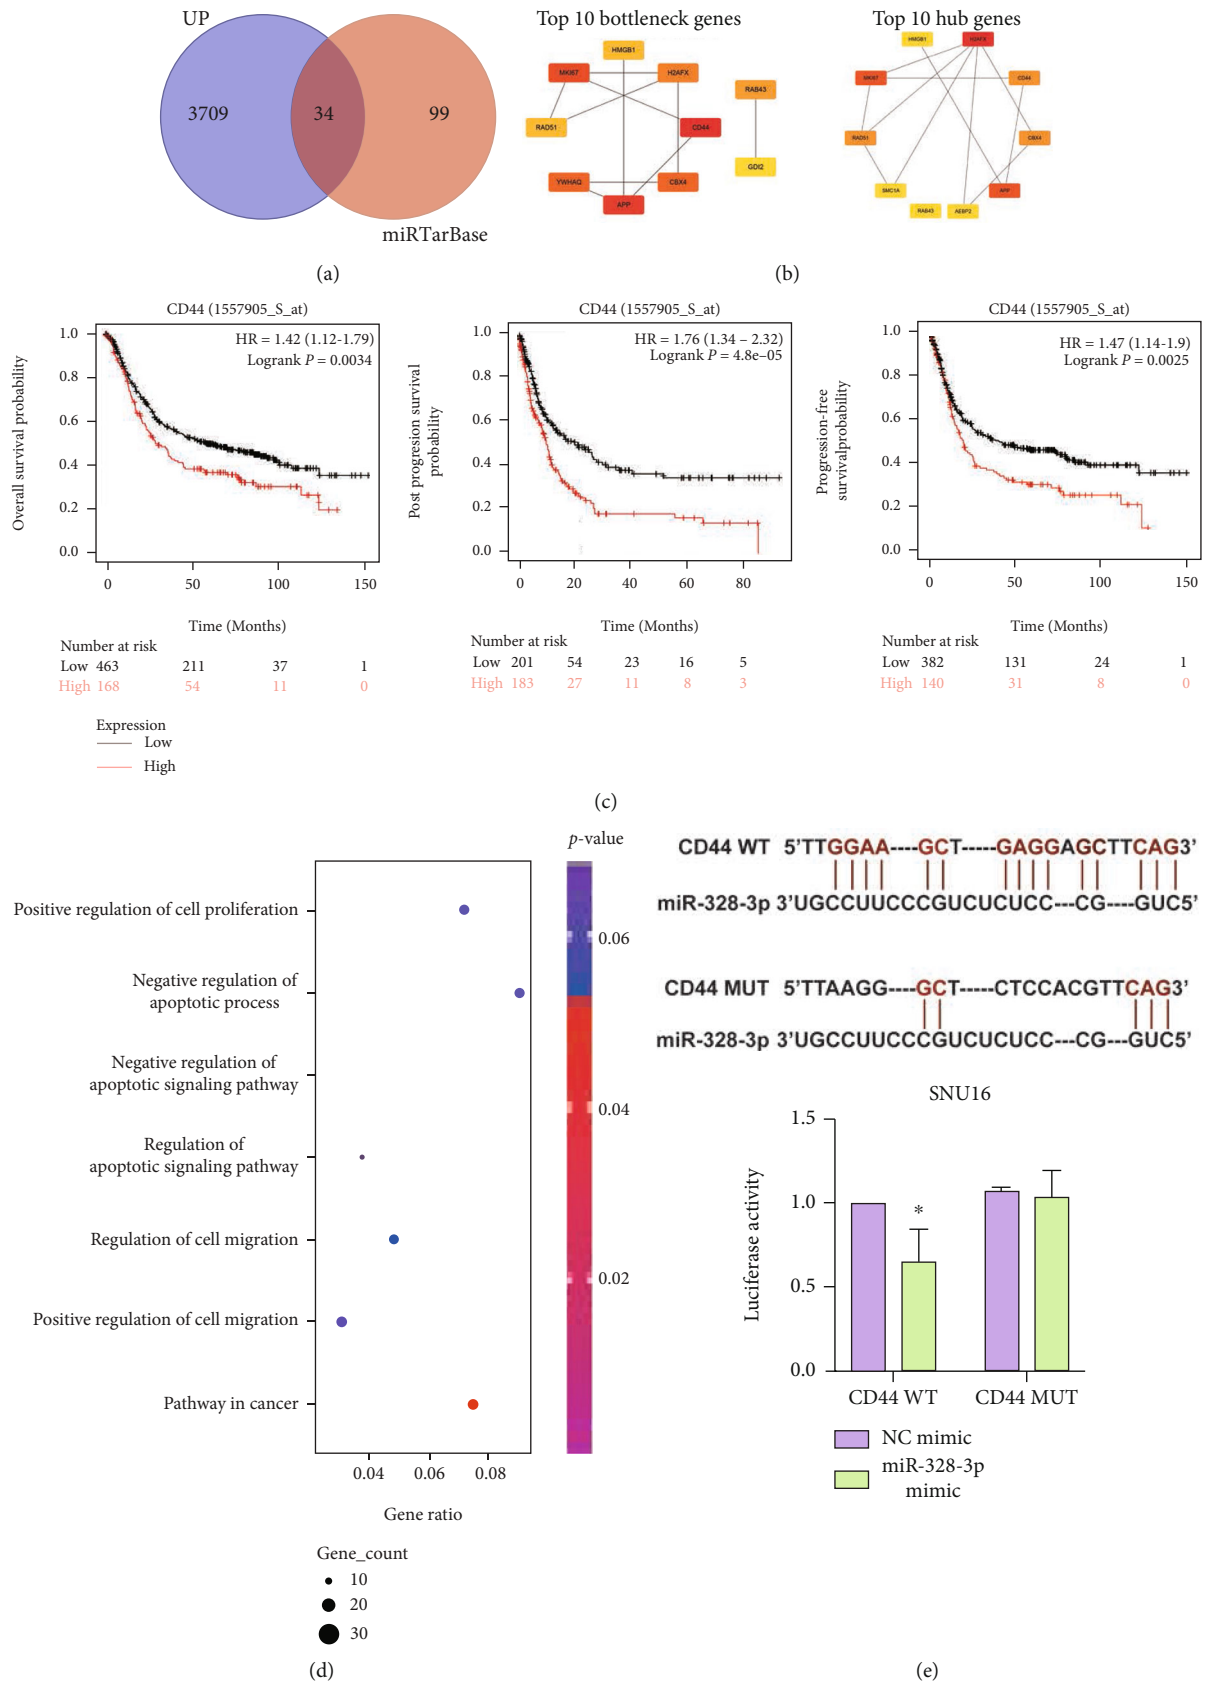 UP
3709
34
99
miRTarBase
(a)
Top 10 bottleneck genes
HMGB1
MKI67
H2AFX
RAD51
CD44
YWHAQ
CBX4
APP
RAB43
GDI2
Top 10 hub genes
HMGB1
H2AFX
MKI67
CD44
RAD51
CBX4
SMC1A
APP
RAB43
AEBP2
(b)
CD44 (1557905_S_at)
HR = 1.42 (1.12-1.79)
Logrank P = 0.0034
Overall survival probability
1.0
0.8
0.6
0.4
0.2
0.0
0 50 100 150
Time (Months)
Number at risk
Low 463 211 37 1
High 168 54 11 0
CD44 (1557905_S_at)
HR = 1.76 (1.34 – 2.32)
Logrank P = 4.8e–05
Post progresion survival
probability
1.0
0.8
0.6
0.4
0.2
0.0
0 20 40 60 80
Time (Months)
Number at risk
Low 201 54 23 16 5
High 183 27 11 8 3
CD44 (1557905_S_at)
HR = 1.47 (1.14-1.9)
Logrank P = 0.0025
Progression-free
survivalprobability
1.0
0.8
0.6
0.4
0.2
0.0
0 50 100 150
Time (Months)
Number at risk
Low 382 131 24 1
High 140 31 8 0
Expression
Low
High
(c)
Positive regulation of cell proliferation
Negative regulation of
apoptotic process
Negative regulation of
apoptotic signaling pathway
Regulation of
apoptotic signaling pathway
Regulation of cell migration
Positive regulation of cell migration
Pathway in cancer
0.04 0.06 0.08
Gene ratio
p-value
0.06
0.04
0.02
Gene_count
10
20
30
(d)
CD44 WT 5'TTGGAA----GCT-----GAGGAGCTTCAG3'
miR-328-3p 3'UGCCUUCCCGUCUCUCC---CG----GUC5'
CD44 MUT 5'TTAAGG----GCT-----CTCCACGTTCAG3'
miR-328-3p 3'UGCCUUCCCGUCUCUCC---CG---GUC5'
SNU16
Luciferase activity
1.5
1.0
0.5
0.0
*
CD44 WT CD44 MUT
NC mimic
miR-328-3p
mimic
(e)